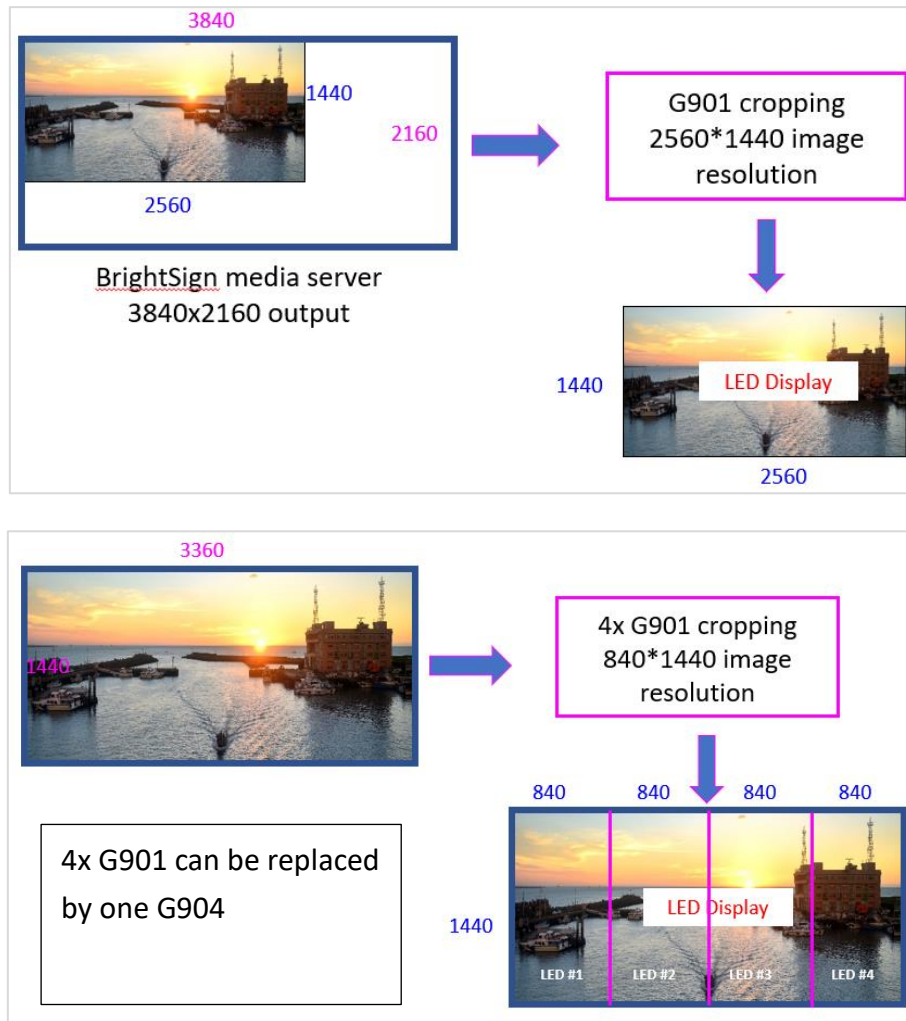 3840
1440
2160
2560
BrightSign media server
3840x2160 output
G901 cropping
2560*1440 image
resolution
1440
LED Display
2560
3360
1440
4x G901 cropping
840*1440 image
resolution
840 840 840 840
4x G901 can be replaced
by one G904
1440
LED Display
LED #1 LED #2 LED #3 LED #4